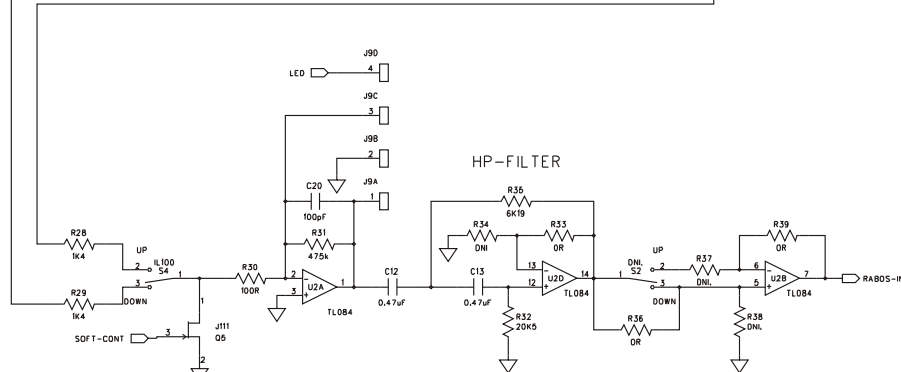 J9D
LED
4
J9C
3
J9B
2
HP-FILTER
J9A
1
C20
100pF
R35
6K19
R31
475k
R34
DNI
R33
0R
R28
1K4
UP
IL100
S4
2
1
3
DOWN
R29
1K4
R30
100R
2
3
U2A
1
TL084
C12
0.47uF
C13
0.47uF
13
12
U2D
14
TL084
R32
20K5
UP
DNI.
S2
2
1
3
DOWN
R37
DNI.
R39
0R
6
5
U2B
7
TL084
RABOS-IN
R36
0R
R38
DNI.
SOFT-CONT
3
1
J111
Q5
2